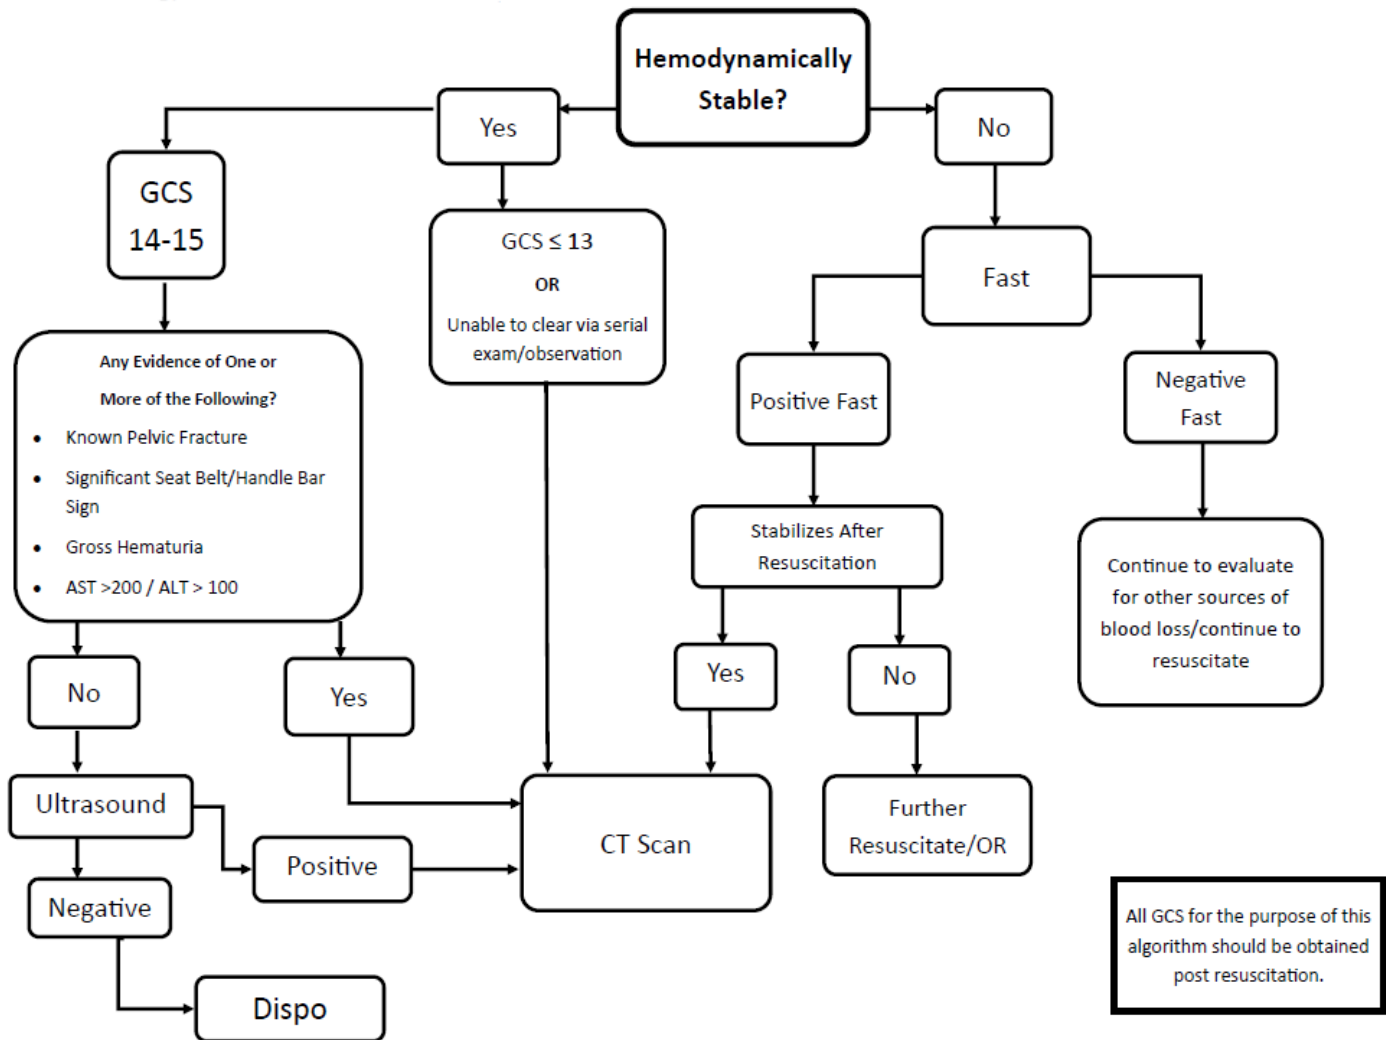 Hemodynamically
Stable?
Yes
No
GCS
14-15
GCS ≤ 13
OR
Unable to clear via serial
exam/observation
Fast
Any Evidence of One or
More of the Following?
• Known Pelvic Fracture
• Significant Seat Belt/Handle Bar
Sign
• Gross Hematuria
• AST >200 / ALT > 100
Positive Fast
Negative
Fast
Stabilizes After
Resuscitation
Continue to evaluate
for other sources of
blood loss/continue to
resuscitate
No
Yes
Yes
No
Ultrasound
Positive
Negative
Dispo
CT Scan
Further
Resuscitate/OR
All GCS for the purpose of this
algorithm should be obtained
post resuscitation.